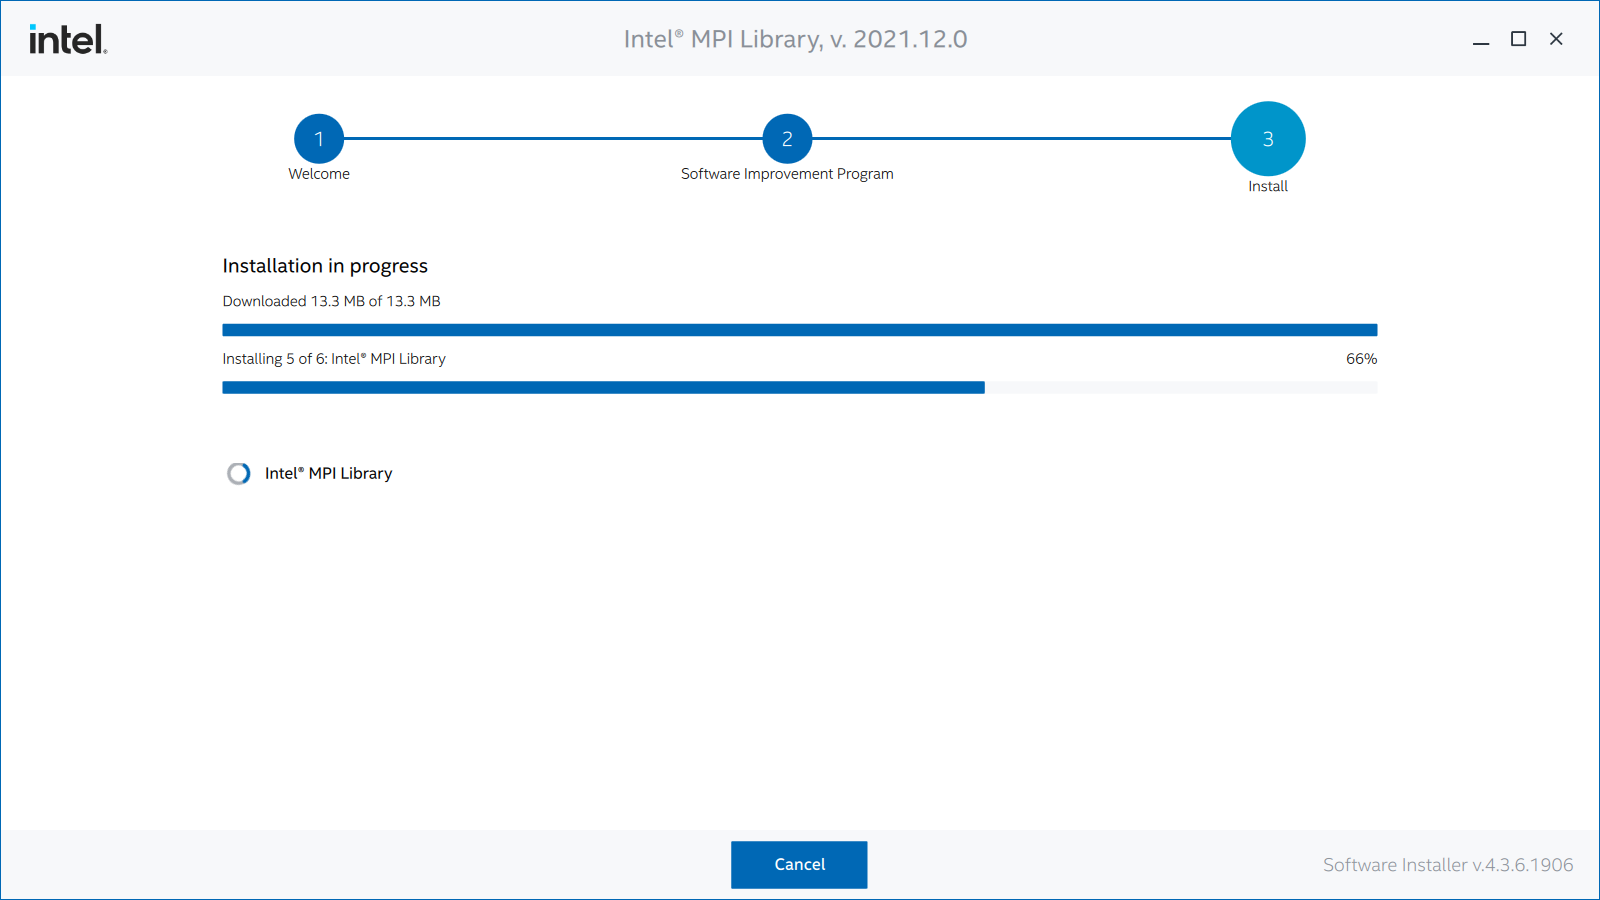 intel.
Intel® MPI Library, v. 2021.12.0
1
2
3
Welcome
Software Improvement Program
Install
Installation in progress
Downloaded 13.3 MB of 13.3 MB
Installing 5 of 6: Intel® MPI Library
66%
Intel® MPI Library
Cancel
Software Installer v.4.3.6.1906